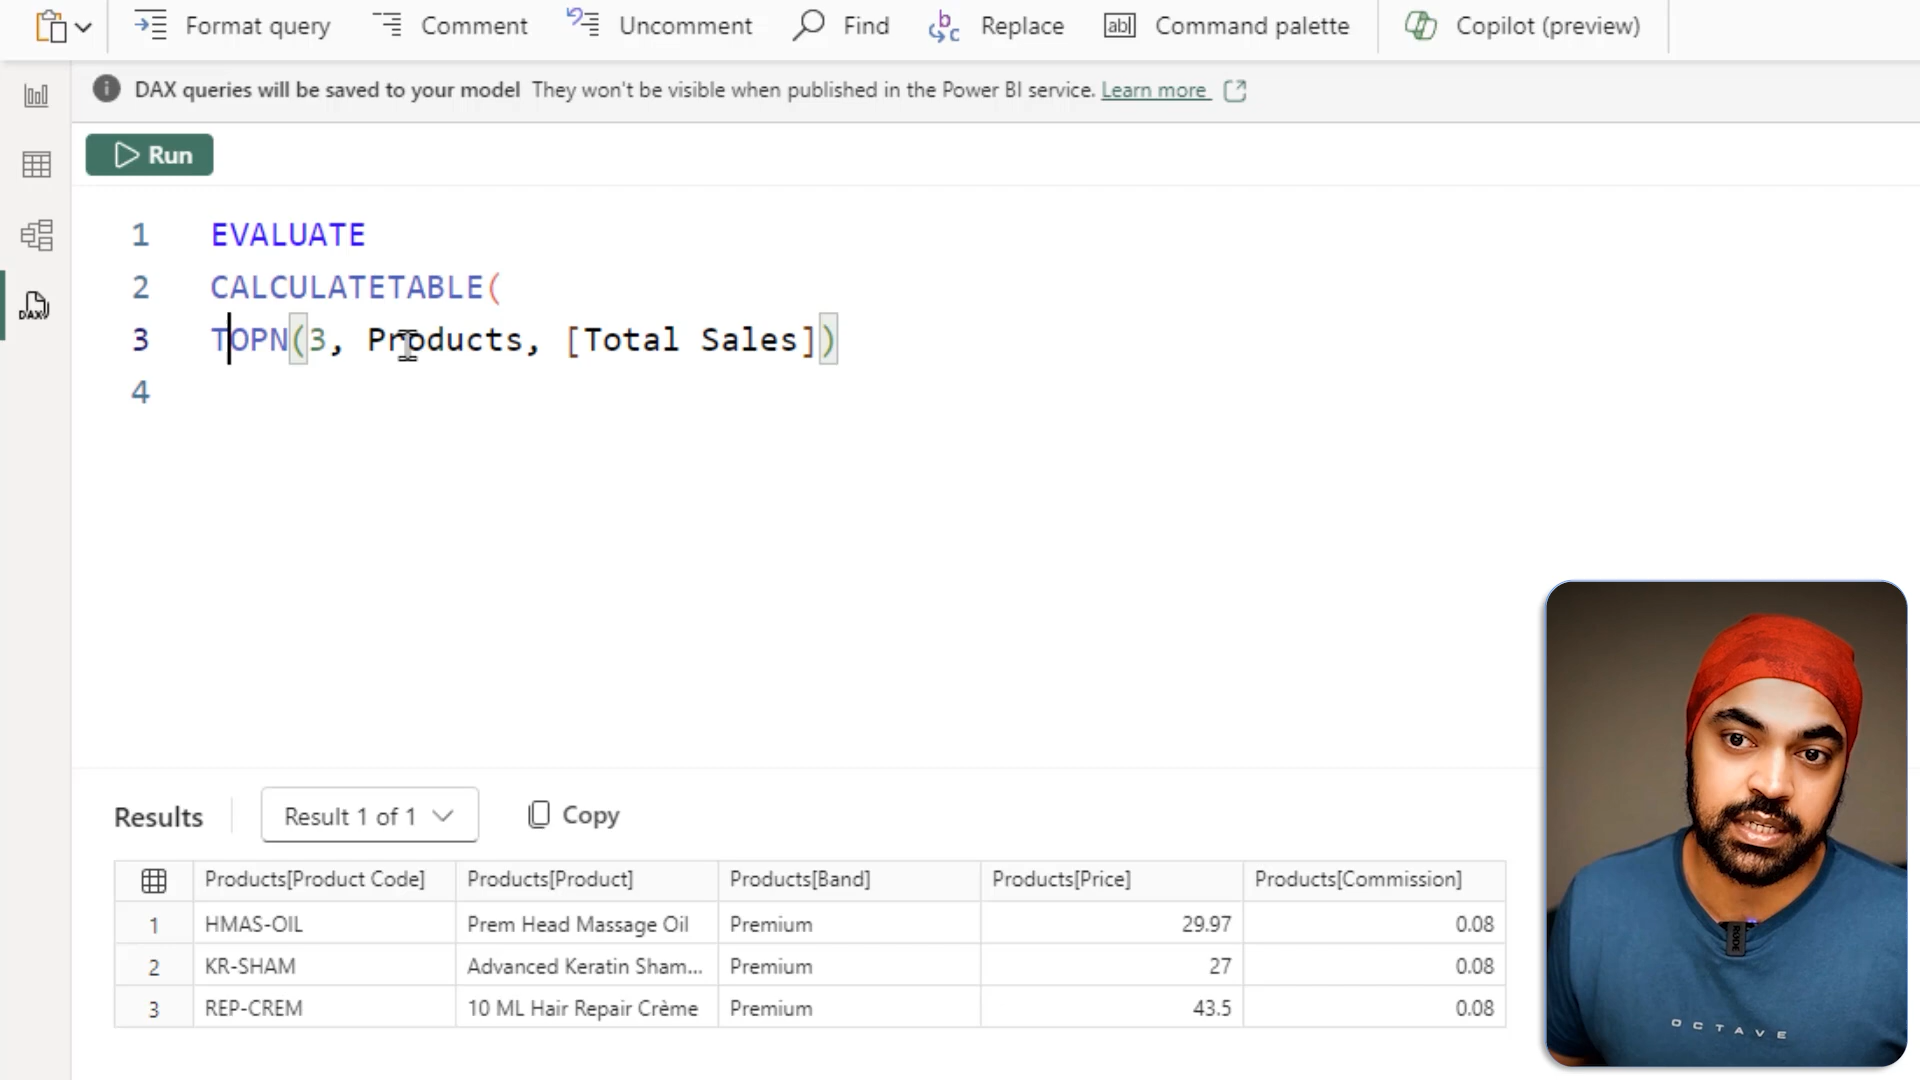 Format query Comment Uncomment Find Replace Command palette Copilot (preview)
DAX queries will be saved to your model They won't be visible when published in the Power BI service. Learn more
Run
1 EVALUATE
2 CALCULATETABLE(
3 TOPN(3, Products, [Total Sales])
4
DAX
Results Result 1 of 1 Copy
Products[Product Code] Products[Product] Products[Band] Products[Price] Products[Commission]
1 HMAS-OIL Prem Head Massage Oil Premium 29.97 0.08
2 KR-SHAM Advanced Keratin Sham... Premium 27 0.08
3 REP-CREM 10 ML Hair Repair Crème Premium 43.5 0.08
RODE
OCTAVE